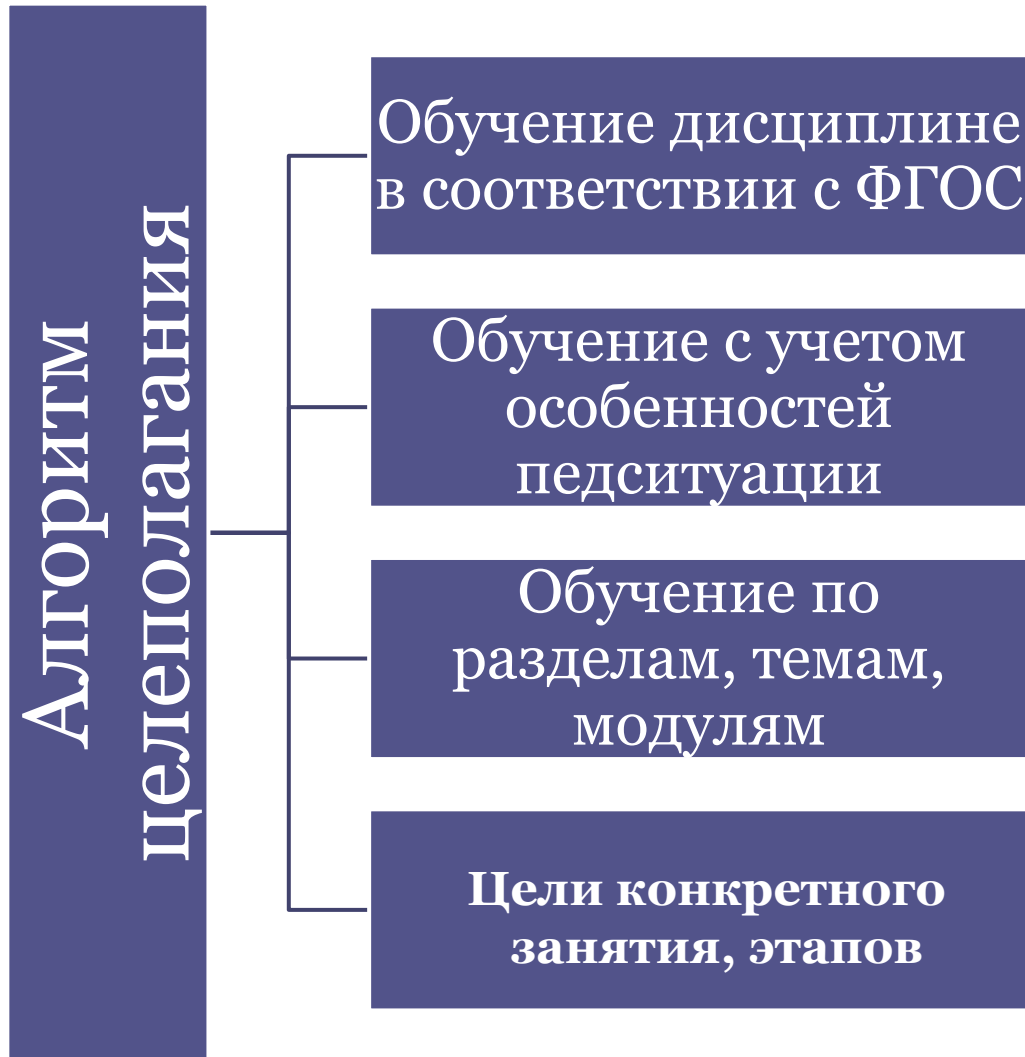 Алгоритм
целеполагания
Обучение дисциплине
в соответствии с ФГОС
Обучение с учетом
особенностей
педситуации
Обучение по
разделам, темам,
модулям
Цели конкретного
занятия, этапов